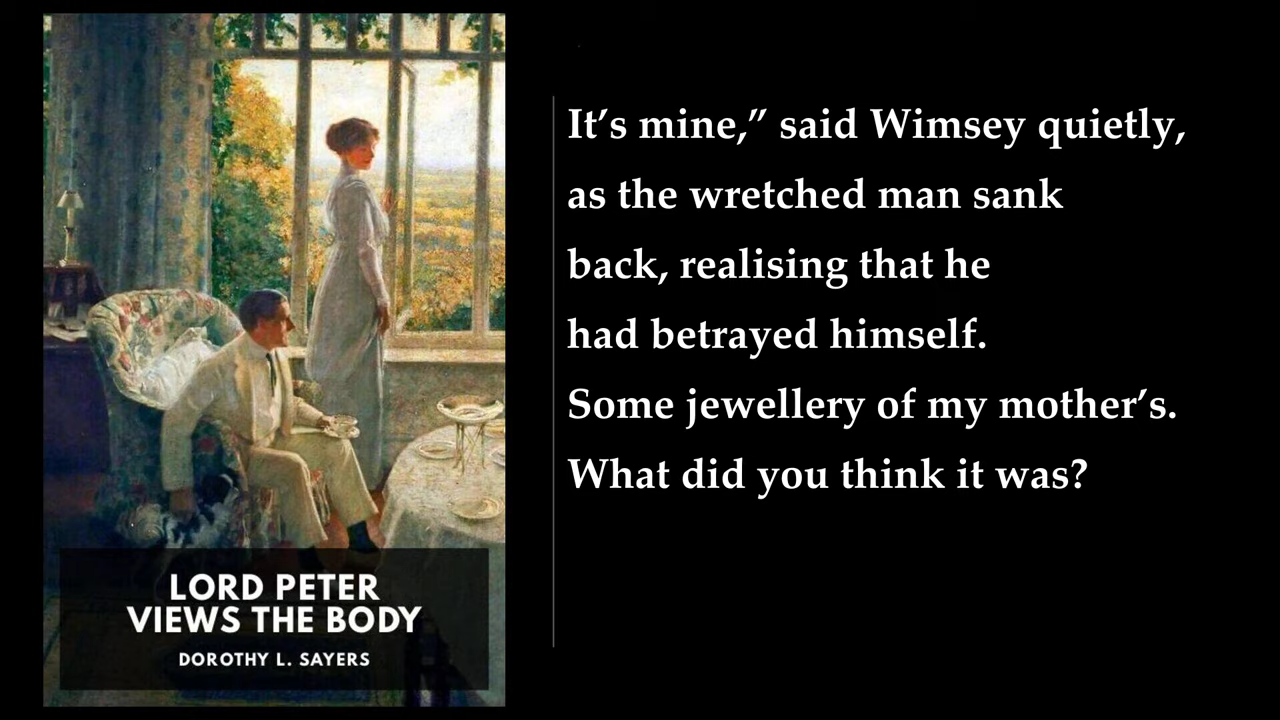 LORD PETER
VIEWS THE BODY
DOROTHY L. SAYERS
It’s mine,” said Wimsey quietly,
as the wretched man sank
back, realising that he
had betrayed himself.
Some jewellery of my mother’s.
What did you think it was?